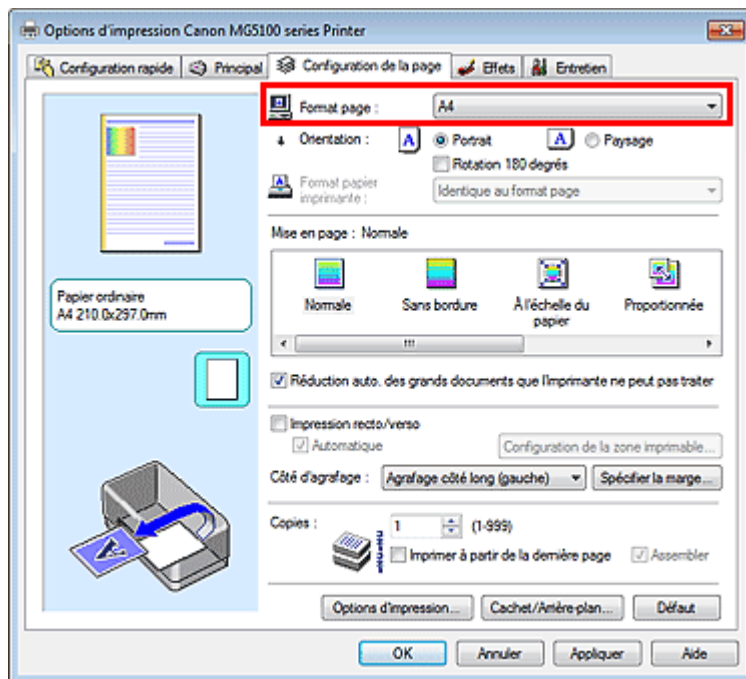 Options d'impression Canon MG5100 series Printer
Configuration rapide Principal Configuration de la page Effets Entretien
Format page : A4
Orientation : A Portrait A Paysage
Rotation 180 degrés
Format papier imprimante : Identique au format page
Mise en page : Normale
Normale Sans bordure À l'échelle du papier Proportionnée
Papier ordinaire
A4 210.0x297.0mm
Réduction auto. des grands documents que l'imprimante ne peut pas traiter
Impression recto/verso
Automatique Configuration de la zone imprimable...
Côté d'agrafage : Agrafage côté long (gauche) Spécifier la marge...
Copies : 1 (1-999)
Imprimer à partir de la dernière page Assembler
Options d'impression... Cachet/Arrière-plan... Défaut
OK Annuler Appliquer Aide